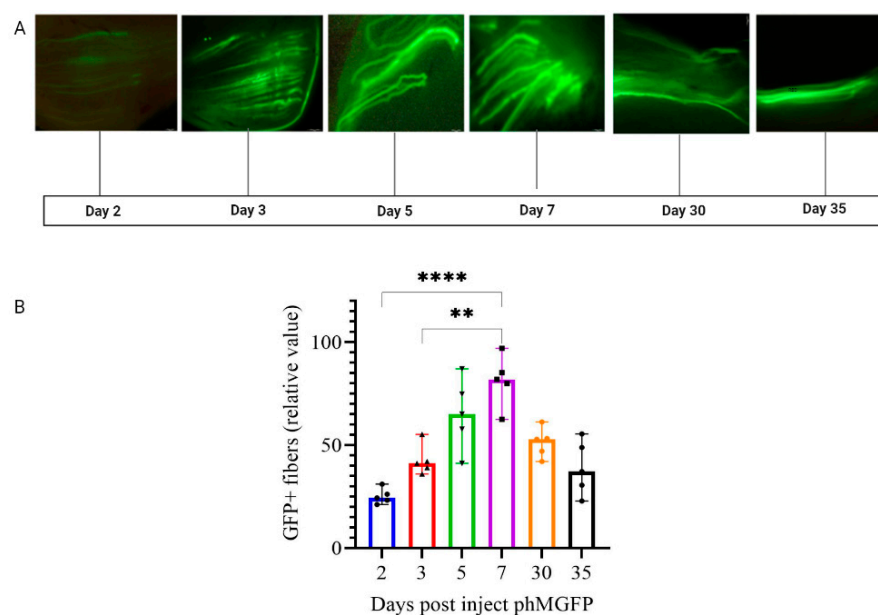 A
Day 2 Day 3 Day 5 Day 7 Day 30 Day 35
B
****
**
GFP+ fibers (relative value)
100
50
0
2 3 5 7 30 35
Days post inject phMGFP